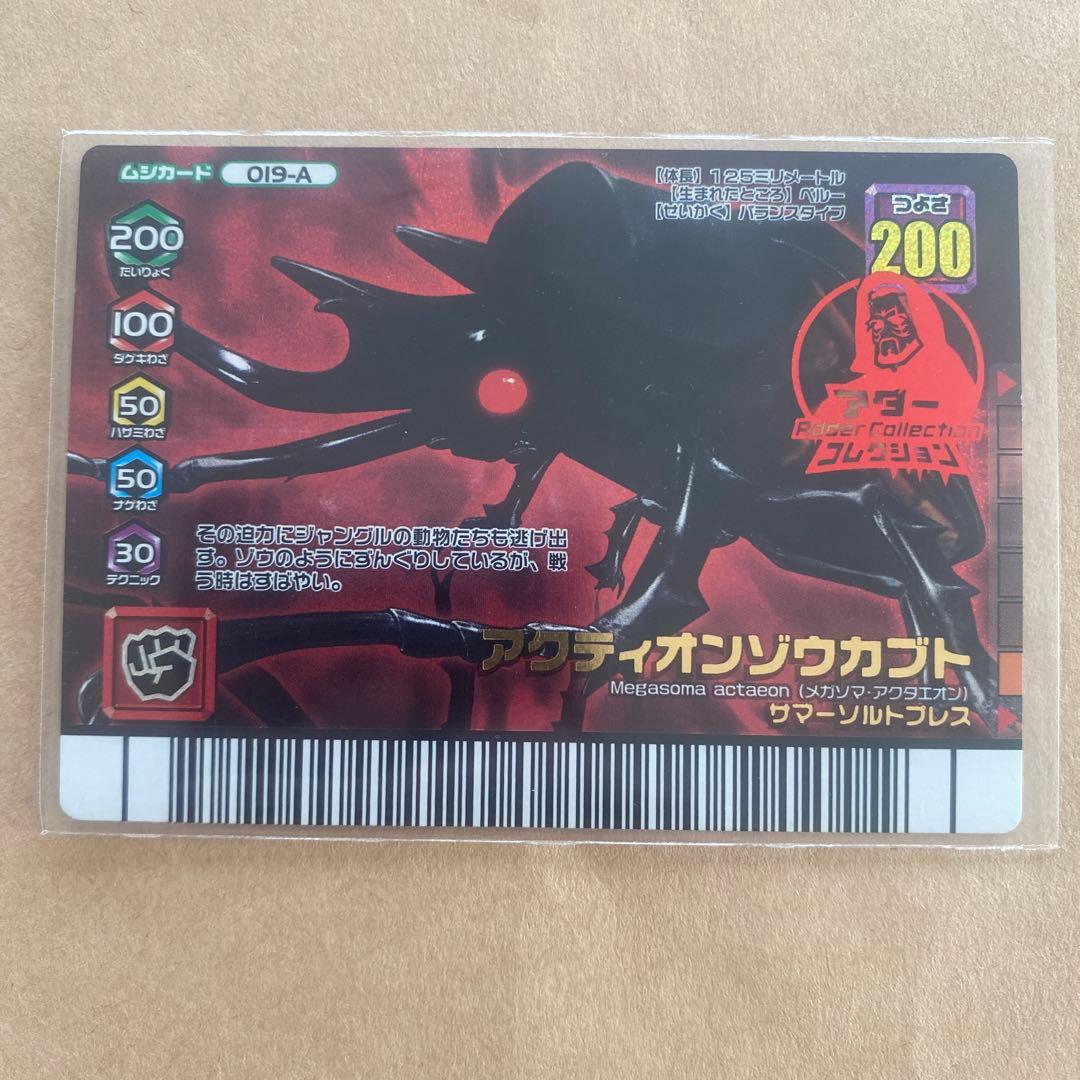 ムシカード 019-A
【体長】125ミリメートル
【生まれたところ】ペルー
【せいかく】バランスタイプ
つよさ
200
200
たいりょく
100
ダゲキわざ
50
ハサミわざ
50
ナゲわざ
30
テクニック
アダー
Adder Collection
コレクション
その迫力にジャングルの動物たちも逃げ出
す。ゾウのようにずんぐりしているが、戦
う時はすばやい。
アクティオンゾウカブト
Megasoma actaeon (メガソマ・アクタエオン)
サマーソルトプレス